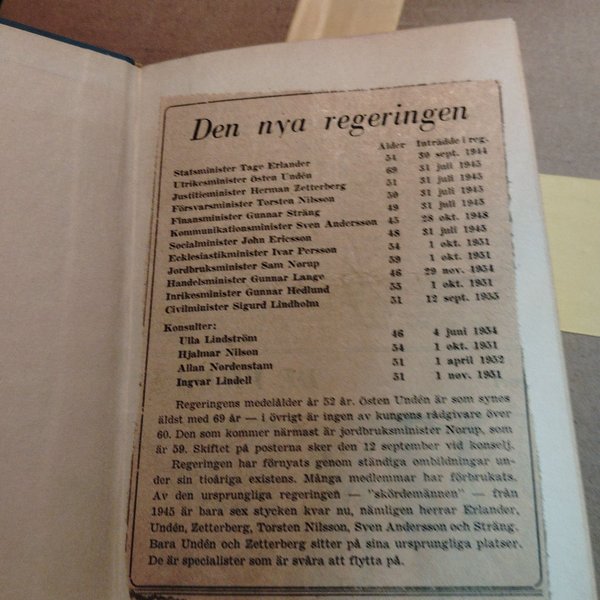 Den nya regeringen
Ålder Inträdde i reg.
Statsminister Tage Erlander 54 30 sept. 1944
Utrikesminister Östen Undén 69 31 juli 1945
Justitieminister Herman Zetterberg 51 31 juli 1945
Försvarsminister Torsten Nilsson 50 31 juli 1945
Finansminister Gunnar Sträng 49 31 juli 1945
Kommunikationsminister Sven Andersson 45 28 okt. 1948
Socialminister John Ericsson 48 31 juli 1945
Ecklesiastikminister Ivar Persson 54 1 okt. 1951
Jordbruksminister Sam Norup 59 1 okt. 1951
Handelsminister Gunnar Lange 46 29 nov. 1954
Inrikesminister Gunnar Hedlund 55 1 okt. 1951
Civilminister Sigurd Lindholm 51 12 sept. 1955
Konsulter:
Ulla Lindström 46 4 juni 1954
Hjalmar Nilson 54 1 okt. 1951
Allan Nordenstam 51 1 april 1952
Ingvar Lindell 51 1 nov. 1951
Regeringens medelålder är 52 år. Östen Undén är som synes
äldst med 69 år — i övrigt är ingen av kungens rådgivare över
60. Den som kommer närmast är jordbruksminister Norup, som
är 59. Skiftet på posterna sker den 12 september vid konselj.
Regeringen har förnyats genom ständiga ombildningar un-
der sin tioåriga existens. Många medlemmar har förbrukats.
Av den ursprungliga regeringen — "skördemännen" — från
1945 är bara sex stycken kvar nu, nämligen herrar Erlander,
Undén, Zetterberg, Torsten Nilsson, Sven Andersson och Sträng.
Bara Undén och Zetterberg sitter på sina ursprungliga platser.
De är specialister som är svåra att flytta på.